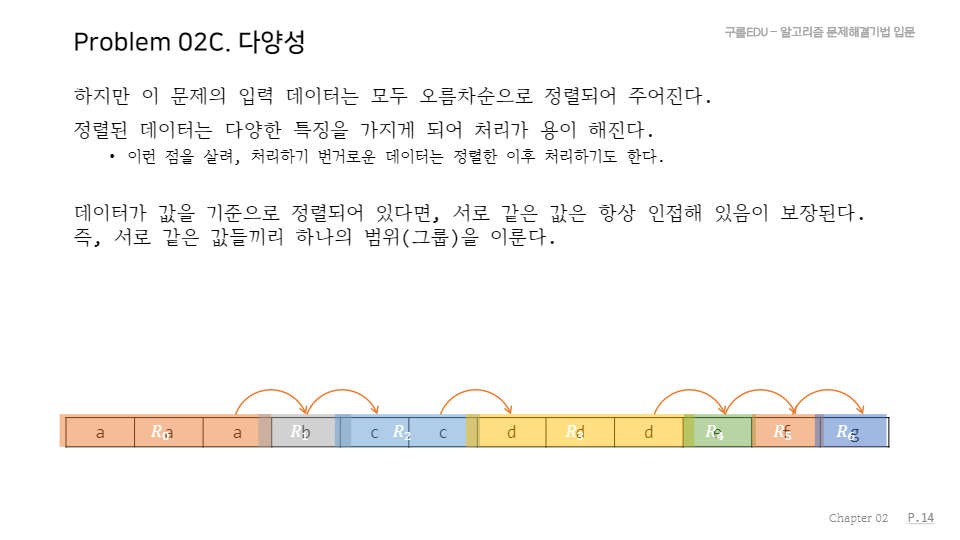 Problem 02C. 다양성
구름EDU – 알고리즘 문제해결기법 입문
하지만 이 문제의 입력 데이터는 모두 오름차순으로 정렬되어 주어진다.
정렬된 데이터는 다양한 특징을 가지게 되어 처리가 용이 해진다.
• 이런 점을 살려, 처리하기 번거로운 데이터는 정렬한 이후 처리하기도 한다.
데이터가 값을 기준으로 정렬되어 있다면, 서로 같은 값은 항상 인접해 있음이 보장된다.
즉, 서로 같은 값들끼리 하나의 범위(그룹)을 이룬다.
a a a b c c d d d e f g
R₀ R₁ R₂ R₃ R₄ R₅ R₆
Chapter 02 P.14